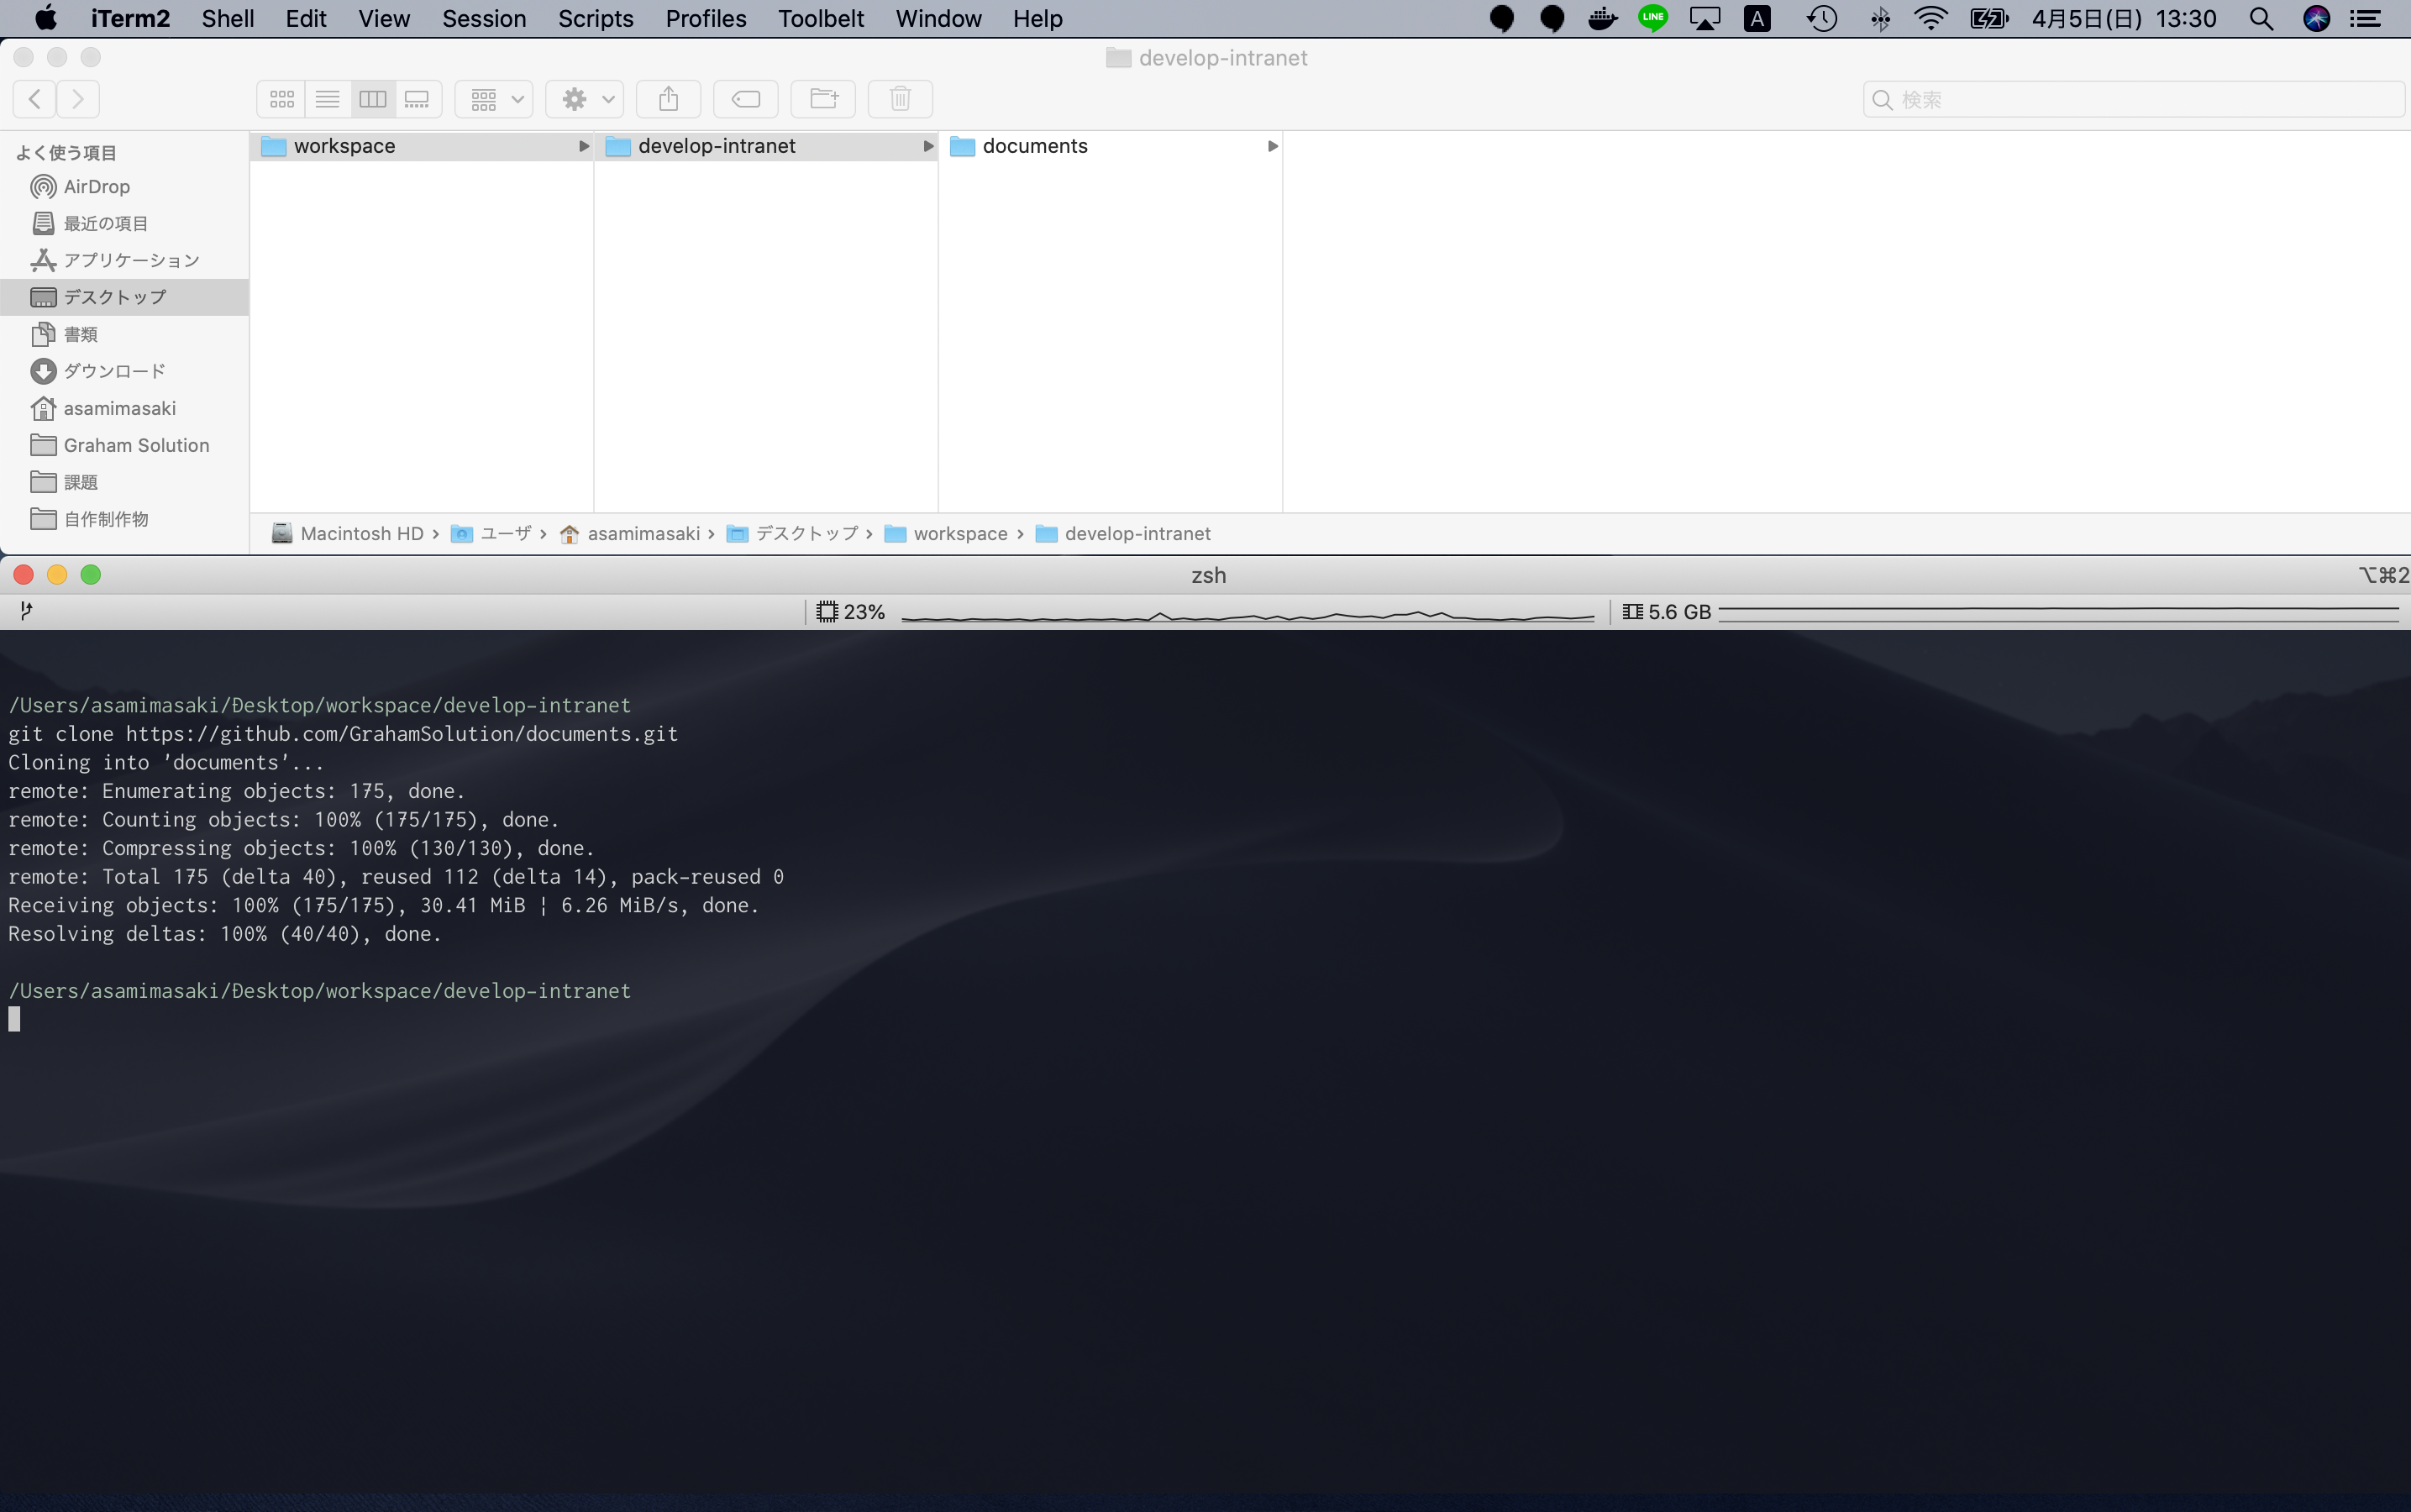 iTerm2 Shell Edit View Session Scripts Profiles Toolbelt Window Help LINE A 4月5日(日) 13:30
develop-intranet
検索
よく使う項目
AirDrop
最近の項目
アプリケーション
デスクトップ
書類
ダウンロード
asamimasaki
Graham Solution
課題
自作制作物
workspace develop-intranet documents
Macintosh HD › ユーザ › asamimasaki › デスクトップ › workspace › develop-intranet
zsh ⌥⌘2
23% 5.6 GB
/Users/asamimasaki/Desktop/workspace/develop-intranet
git clone https://github.com/GrahamSolution/documents.git
Cloning into 'documents'...
remote: Enumerating objects: 175, done.
remote: Counting objects: 100% (175/175), done.
remote: Compressing objects: 100% (130/130), done.
remote: Total 175 (delta 40), reused 112 (delta 14), pack-reused 0
Receiving objects: 100% (175/175), 30.41 MiB | 6.26 MiB/s, done.
Resolving deltas: 100% (40/40), done.
/Users/asamimasaki/Desktop/workspace/develop-intranet